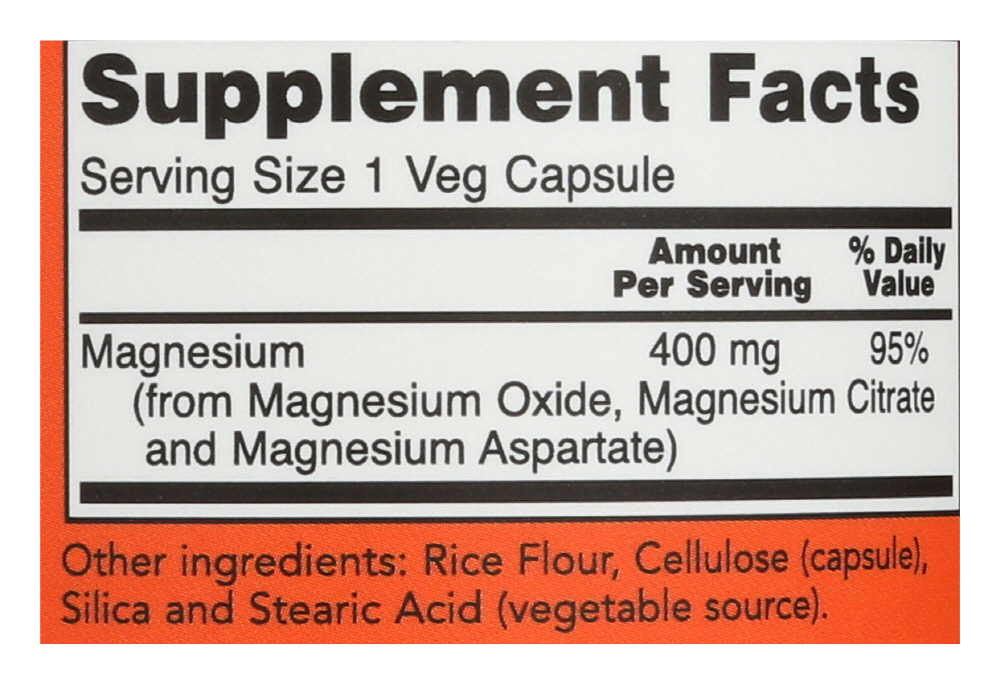 Supplement Facts
Serving Size 1 Veg Capsule
Amount % Daily
Per Serving Value
Magnesium 400 mg 95%
(from Magnesium Oxide, Magnesium Citrate
and Magnesium Aspartate)
Other ingredients: Rice Flour, Cellulose (capsule),
Silica and Stearic Acid (vegetable source).